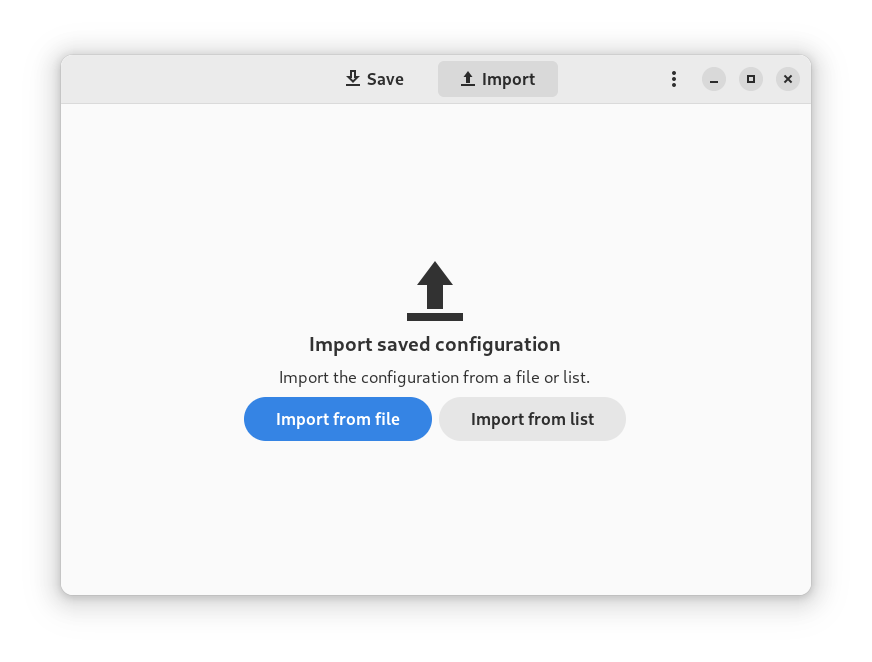 Save
Import
Import saved configuration
Import the configuration from a file or list.
Import from file
Import from list